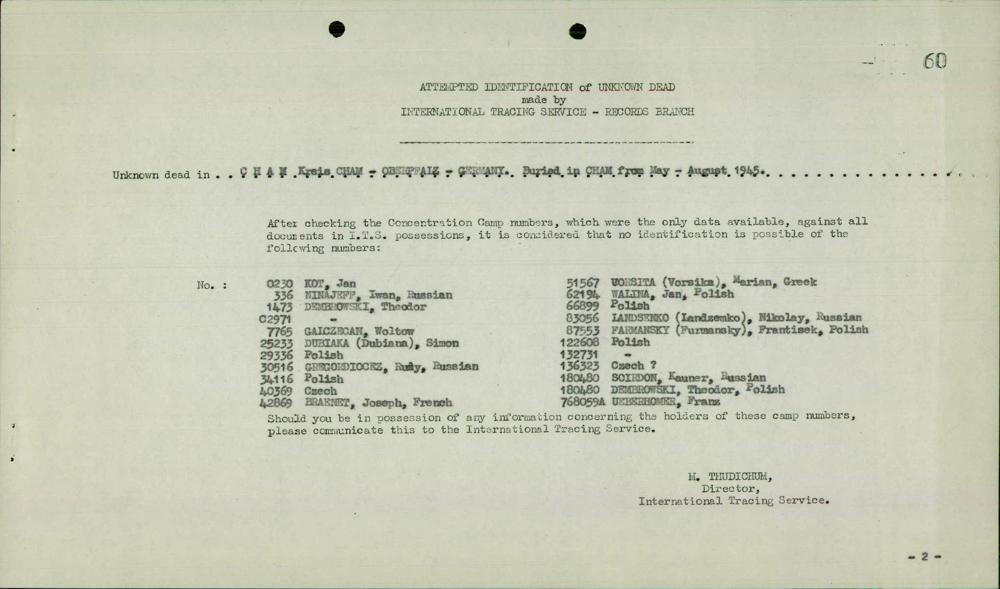 60
ATTEMPTED IDENTIFICATION of UNKNOWN DEAD
made by
INTERNATIONAL TRACING SERVICE - RECORDS BRANCH
Unknown dead in . . C H A M Kreis CHAM - OBERPFALZ - GERMANY. Buried in CHAM from May - August 1945.
After checking the Concentration Camp numbers, which were the only data available, against all
documents in I.T.S. possessions, it is considered that no identification is possible of the
following numbers:
No. :
0230 KOT, Jan
336 NINAJEFF, Iwan, Russian
1473 DEMBROWSKI, Theodor
02971 -
7765 GAICZECAN, Woltow
25233 DUBIAKA (Dubiana), Simon
29336 Polish
30516 GREGORDIOCEZ, Rudy, Russian
34116 Polish
40369 Czech
42869 BRAENET, Joseph, French
51567 UORSITA (Vorsika), Marian, Greek
62194 WALINA, Jan, Polish
66899 Polish
83056 LANDSENKO (Landzemko), Nikolay, Russian
87553 FARMANSKY (Furmansky), Frantisek, Polish
122608 Polish
132731 -
136323 Czech ?
180480 SCIRDON, Kauner, Russian
180480 DEMBROWSKI, Theodor, Polish
768059A UEBERHOMER, Franz
Should you be in possession of any information concerning the holders of these camp numbers,
please communicate this to the International Tracing Service.
M. THUDICHUM,
Director,
International Tracing Service.
- 2 -